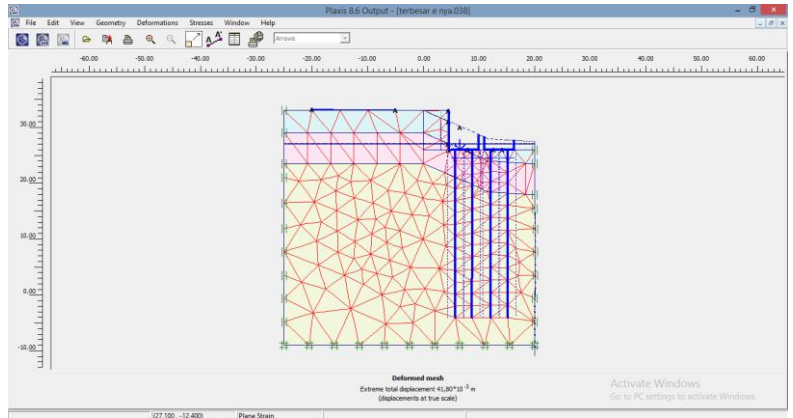 Plaxis 8.6 Output - [terbesar e nya.038]
File Edit View Geometry Deformations Stresses Window Help
Arrows
-60.00 -50.00 -40.00 -30.00 -20.00 -10.00 0.00 10.00 20.00 30.00 40.00 50.00 60.00
30.00
20.00
10.00
0.00
-10.00
A A A
A
A
Deformed mesh
Extreme total displacement 41,80*10-3 m
(displacements at true scale)
Activate Windows
Go to PC settings to activate Windows.
(27.100 , -12.400) Plane Strain